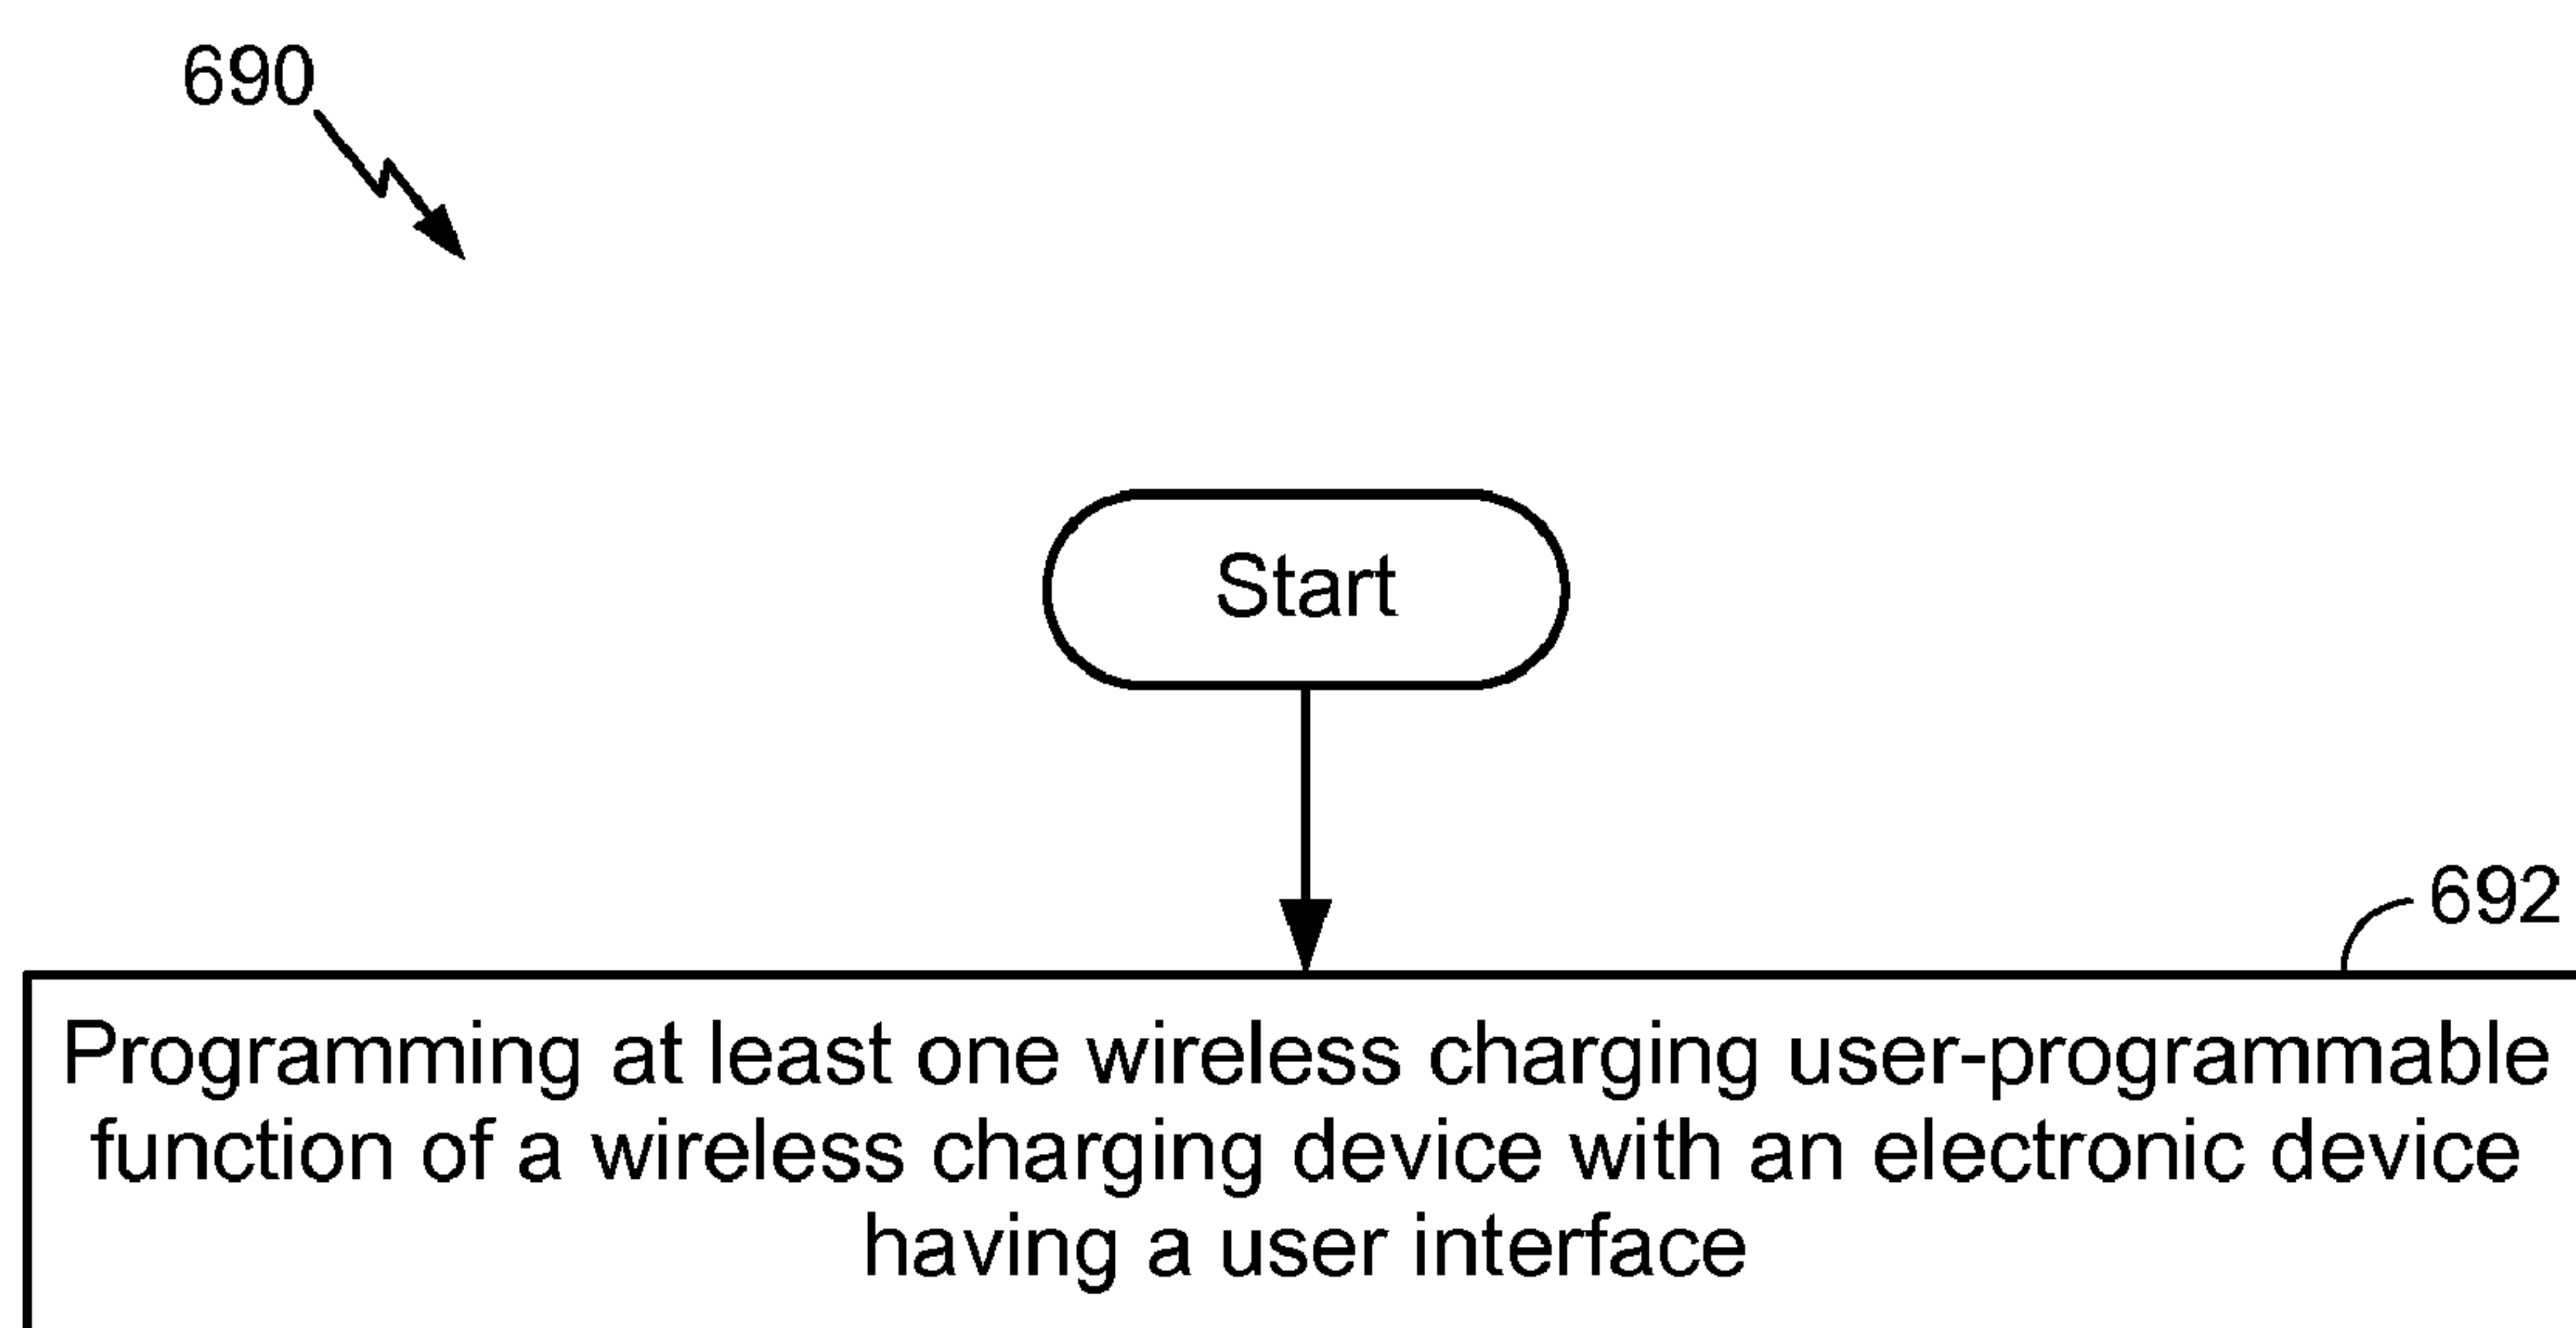 690
Start
692
Programming at least one wireless charging user-programmable
function of a wireless charging device with an electronic device
having a user interface